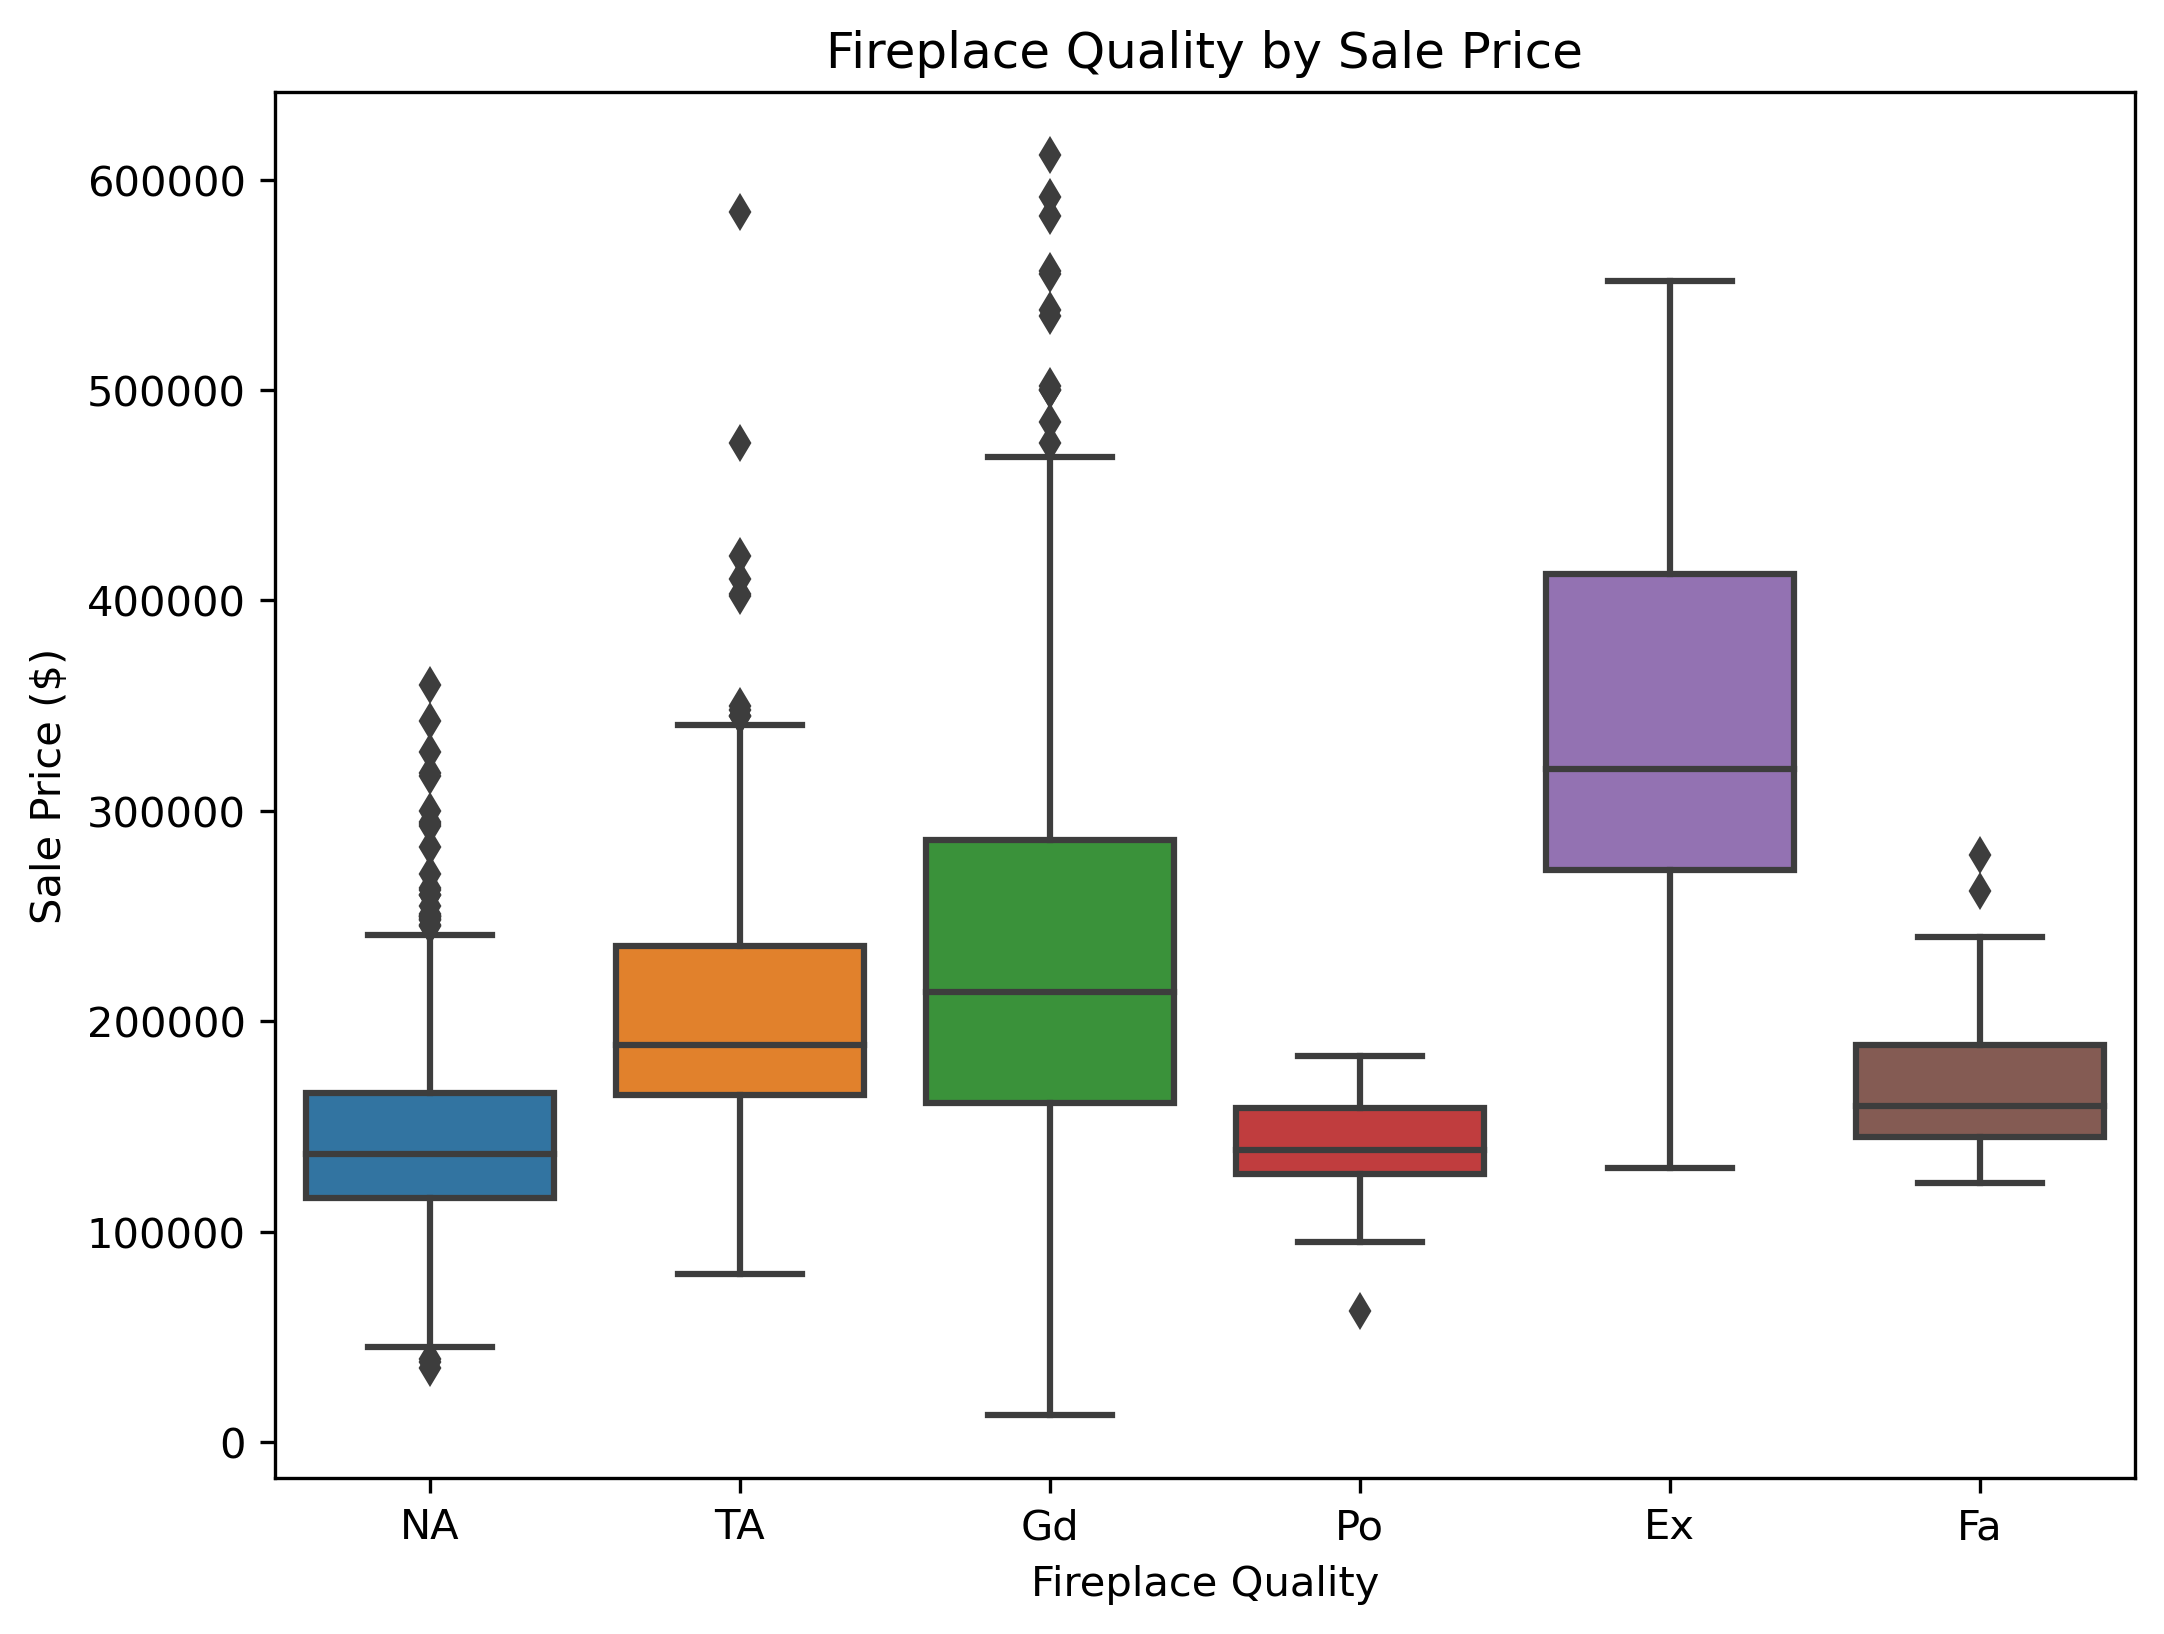 Fireplace Quality by Sale Price
Sale Price ($)
600000
500000
400000
300000
200000
100000
0
NA TA Gd Po Ex Fa
Fireplace Quality